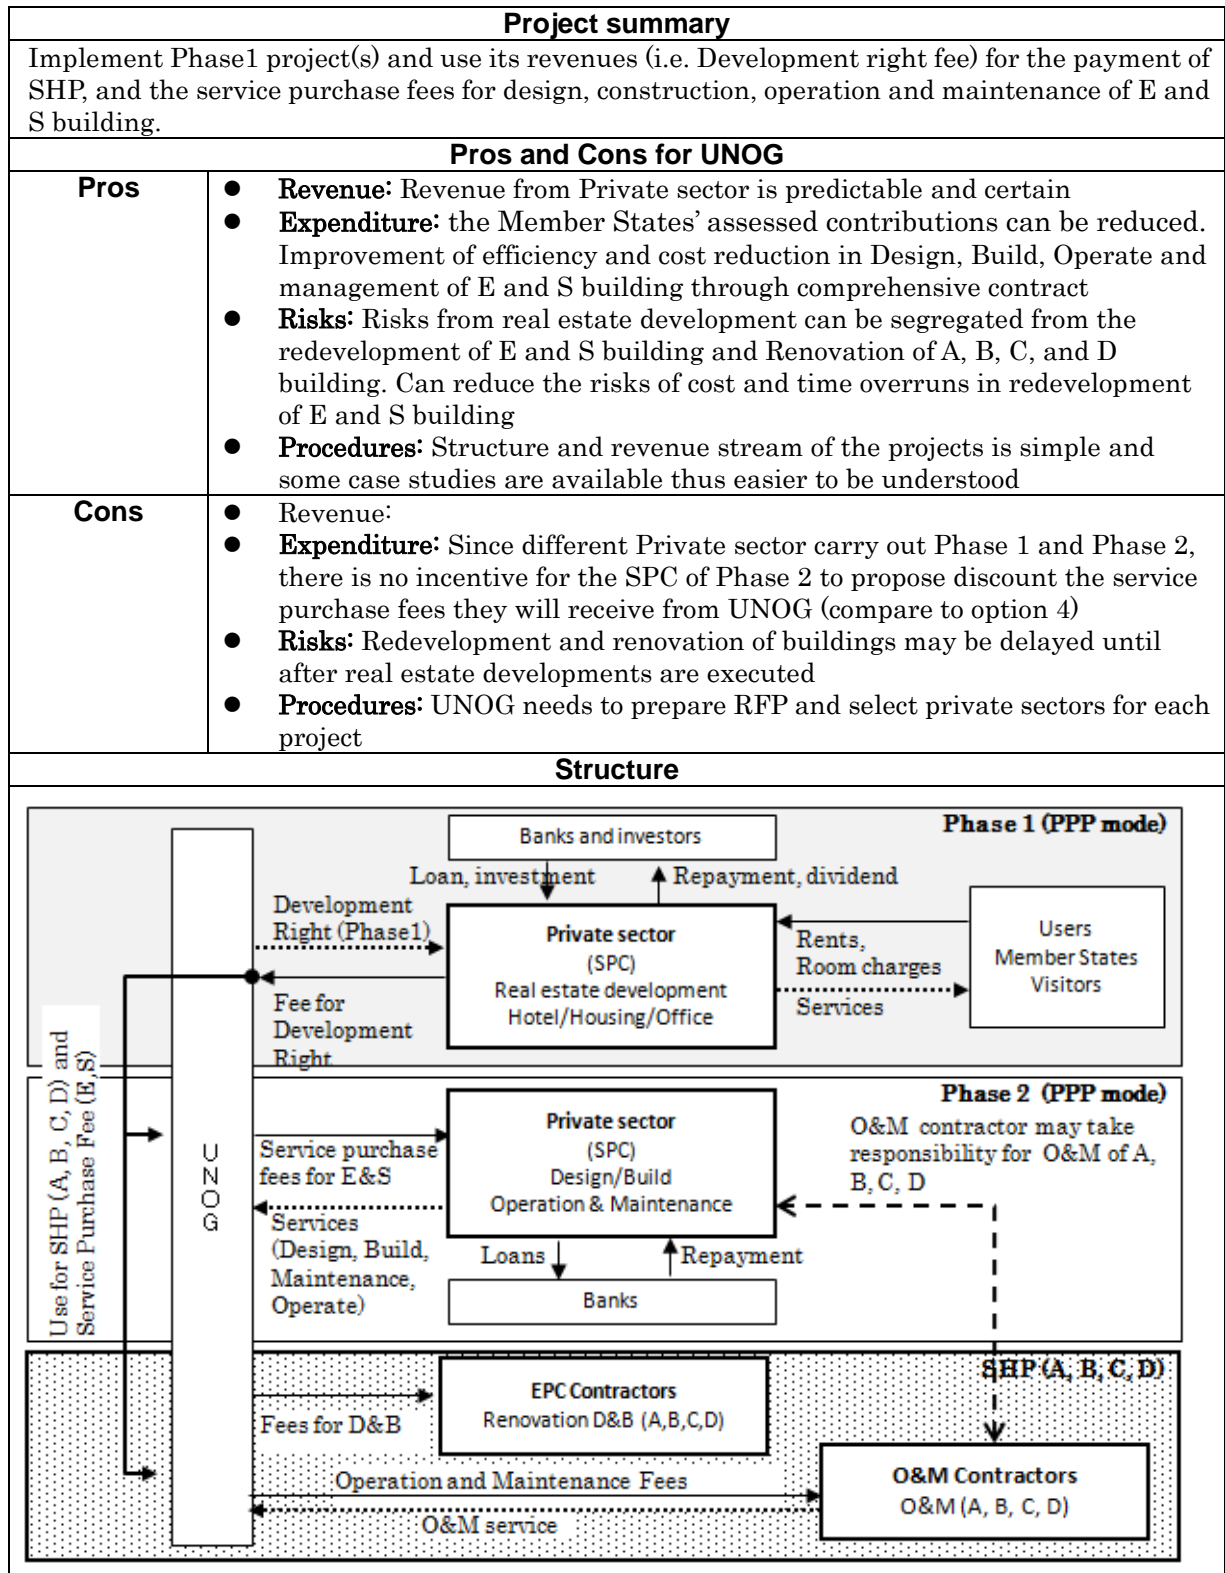 Project summary
Implement Phase1 project(s) and use its revenues (i.e. Development right fee) for the payment of
SHP, and the service purchase fees for design, construction, operation and maintenance of E and
S building.
Pros and Cons for UNOG
Pros
● Revenue: Revenue from Private sector is predictable and certain
● Expenditure: the Member States' assessed contributions can be reduced.
Improvement of efficiency and cost reduction in Design, Build, Operate and
management of E and S building through comprehensive contract
● Risks: Risks from real estate development can be segregated from the
redevelopment of E and S building and Renovation of A, B, C, and D
building. Can reduce the risks of cost and time overruns in redevelopment
of E and S building
● Procedures: Structure and revenue stream of the projects is simple and
some case studies are available thus easier to be understood
Cons
● Revenue:
● Expenditure: Since different Private sector carry out Phase 1 and Phase 2,
there is no incentive for the SPC of Phase 2 to propose discount the service
purchase fees they will receive from UNOG (compare to option 4)
● Risks: Redevelopment and renovation of buildings may be delayed until
after real estate developments are executed
● Procedures: UNOG needs to prepare RFP and select private sectors for each
project
Structure
Phase 1 (PPP mode)
Banks and investors
Loan, investment
Repayment, dividend
Development
Right (Phase1)
Private sector
(SPC)
Real estate development
Hotel/Housing/Office
Rents,
Room charges
Services
Users
Member States
Visitors
Fee for
Development
Right
Use for SHP (A, B, C, D) and
Service Purchase Fee (E,S)
UNOG
Phase 2 (PPP mode)
Private sector
(SPC)
Design/Build
Operation & Maintenance
O&M contractor may take
responsibility for O&M of A,
B, C, D
Service purchase
fees for E&S
Services
(Design, Build,
Maintenance,
Operate)
Loans
Repayment
Banks
SHP (A, B, C, D)
EPC Contractors
Renovation D&B (A,B,C,D)
Fees for D&B
Operation and Maintenance Fees
O&M service
O&M Contractors
O&M (A, B, C, D)